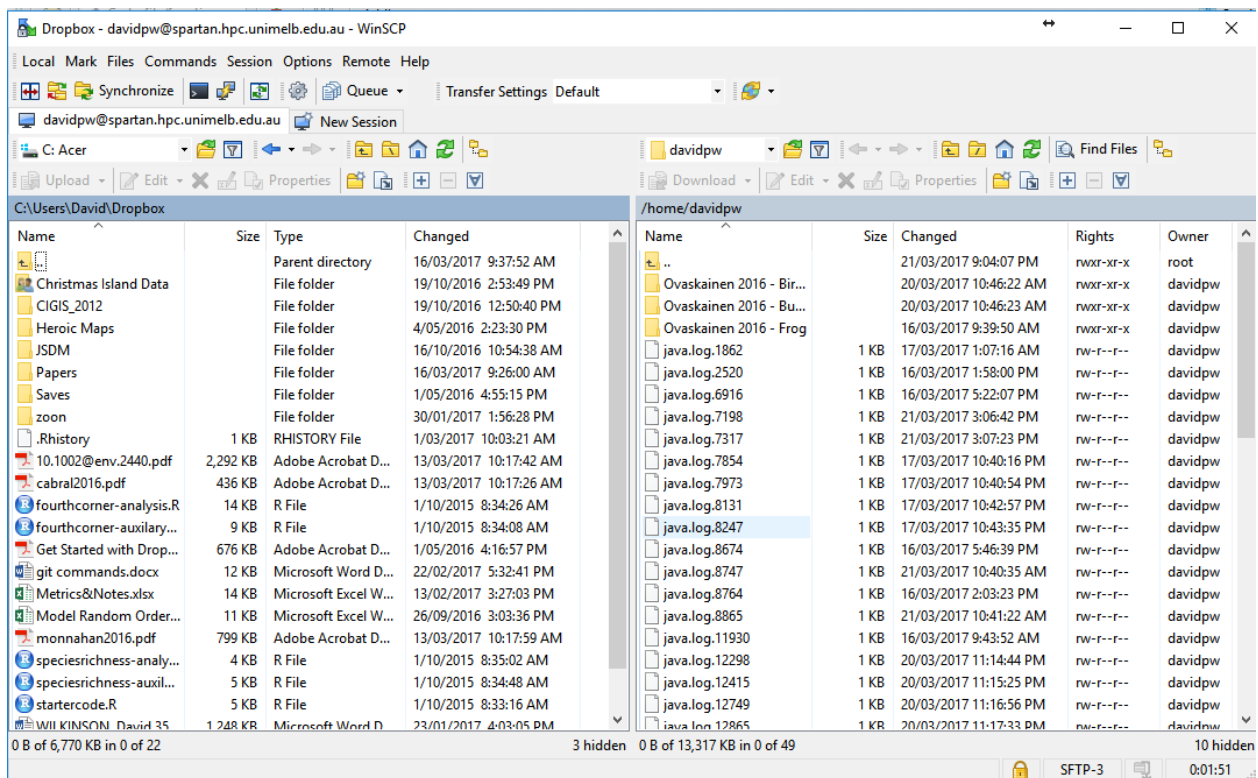 Dropbox - davidpw@spartan.hpc.unimelb.edu.au - WinSCP
Local Mark Files Commands Session Options Remote Help
Synchronize Queue Transfer Settings Default
davidpw@spartan.hpc.unimelb.edu.au New Session
C: Acer
Upload Edit Properties
C:\Users\David\Dropbox
Name Size Type Changed
.. Parent directory 16/03/2017 9:37:52 AM
Christmas Island Data File folder 19/10/2016 2:53:49 PM
CIGIS_2012 File folder 19/10/2016 12:50:40 PM
Heroic Maps File folder 4/05/2016 2:23:30 PM
JSDM File folder 16/10/2016 10:54:38 AM
Papers File folder 16/03/2017 9:26:00 AM
Saves File folder 1/05/2016 4:55:15 PM
zoon File folder 30/01/2017 1:56:28 PM
.Rhistory 1 KB RHISTORY File 1/03/2017 10:03:21 AM
10.1002@env.2440.pdf 2,292 KB Adobe Acrobat D... 13/03/2017 10:17:42 AM
cabral2016.pdf 436 KB Adobe Acrobat D... 13/03/2017 10:17:26 AM
fourthcorner-analysis.R 14 KB R File 1/10/2015 8:34:26 AM
fourthcorner-auxilary... 9 KB R File 1/10/2015 8:34:08 AM
Get Started with Drop... 676 KB Adobe Acrobat D... 1/05/2016 4:16:57 PM
git commands.docx 12 KB Microsoft Word D... 22/02/2017 5:32:41 PM
Metrics&Notes.xlsx 14 KB Microsoft Excel W... 13/02/2017 3:27:03 PM
Model Random Order... 11 KB Microsoft Excel W... 26/09/2016 3:03:36 PM
monnahan2016.pdf 799 KB Adobe Acrobat D... 13/03/2017 10:17:59 AM
speciesrichness-analy... 4 KB R File 1/10/2015 8:35:02 AM
speciesrichness-auxil... 5 KB R File 1/10/2015 8:34:48 AM
startercode.R 5 KB R File 1/10/2015 8:33:16 AM
WILKINSON_David 35... 1,248 KB Microsoft Word D... 23/01/2017 4:03:05 PM
0 B of 6,770 KB in 0 of 22 3 hidden
davidpw Find Files
Download Edit Properties
/home/davidpw
Name Size Changed Rights Owner
.. 21/03/2017 9:04:07 PM rwxr-xr-x root
Ovaskainen 2016 - Bir... 20/03/2017 10:46:22 AM rwxr-xr-x davidpw
Ovaskainen 2016 - Bu... 20/03/2017 10:46:23 AM rwxr-xr-x davidpw
Ovaskainen 2016 - Frog 16/03/2017 9:39:50 AM rwxr-xr-x davidpw
java.log.1862 1 KB 17/03/2017 1:07:16 AM rw-r--r-- davidpw
java.log.2520 1 KB 16/03/2017 1:58:00 PM rw-r--r-- davidpw
java.log.6916 1 KB 16/03/2017 5:22:07 PM rw-r--r-- davidpw
java.log.7198 1 KB 21/03/2017 3:06:42 PM rw-r--r-- davidpw
java.log.7317 1 KB 21/03/2017 3:07:23 PM rw-r--r-- davidpw
java.log.7854 1 KB 17/03/2017 10:40:16 PM rw-r--r-- davidpw
java.log.7973 1 KB 17/03/2017 10:40:54 PM rw-r--r-- davidpw
java.log.8131 1 KB 17/03/2017 10:42:57 PM rw-r--r-- davidpw
java.log.8247 1 KB 17/03/2017 10:43:35 PM rw-r--r-- davidpw
java.log.8674 1 KB 16/03/2017 5:46:39 PM rw-r--r-- davidpw
java.log.8747 1 KB 21/03/2017 10:40:35 AM rw-r--r-- davidpw
java.log.8764 1 KB 16/03/2017 2:03:23 PM rw-r--r-- davidpw
java.log.8865 1 KB 21/03/2017 10:41:22 AM rw-r--r-- davidpw
java.log.11930 1 KB 16/03/2017 9:43:52 AM rw-r--r-- davidpw
java.log.12298 1 KB 20/03/2017 11:14:44 PM rw-r--r-- davidpw
java.log.12415 1 KB 20/03/2017 11:15:25 PM rw-r--r-- davidpw
java.log.12749 1 KB 20/03/2017 11:16:56 PM rw-r--r-- davidpw
java.log.12865 1 KB 20/03/2017 11:17:33 PM rw-r--r-- davidpw
0 B of 13,317 KB in 0 of 49 10 hidden
SFTP-3 0:01:51